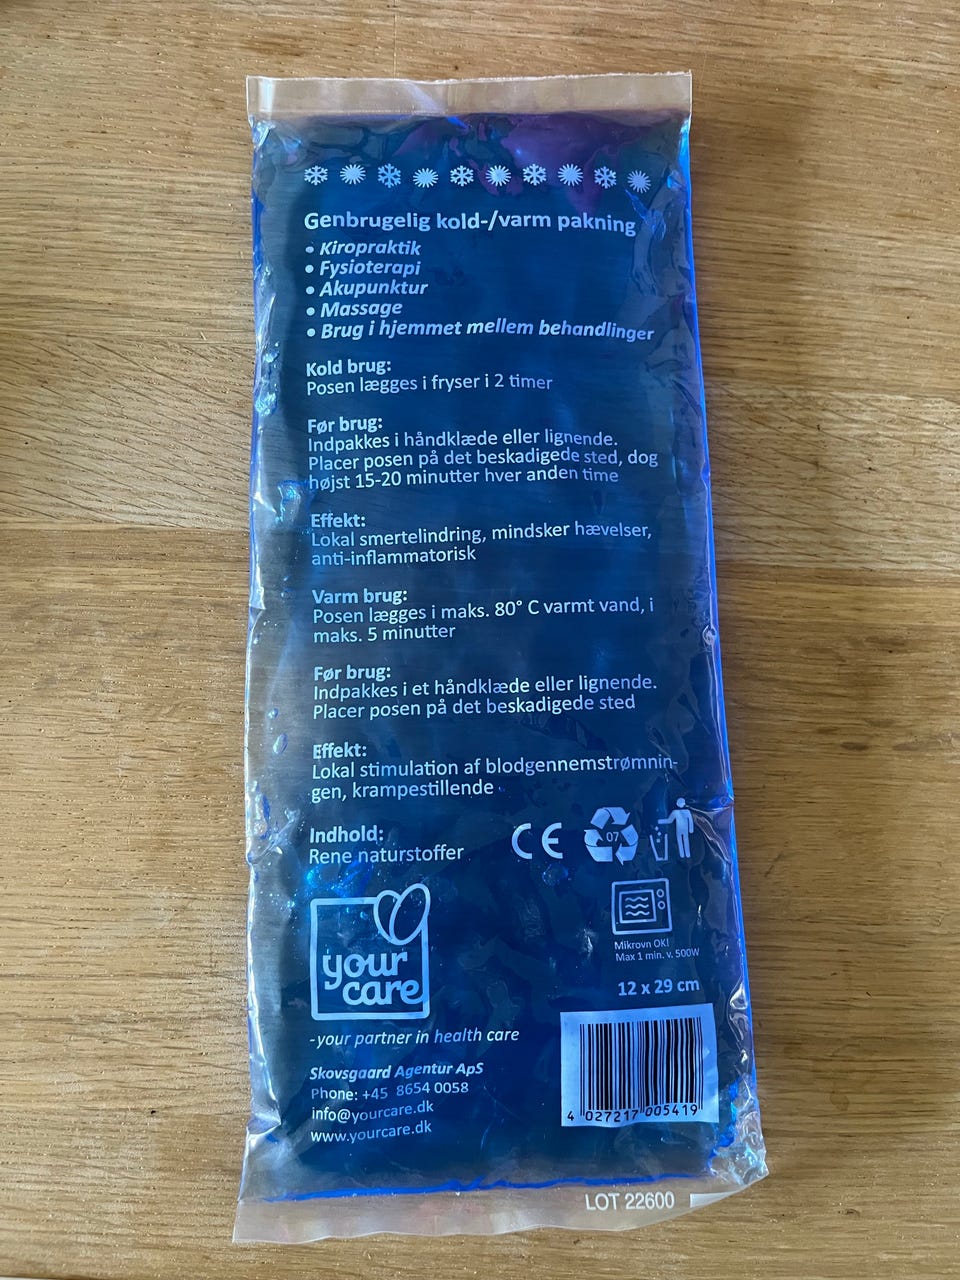 Genbrugelig kold-/varm pakning
• Kiropraktik
• Fysioterapi
• Akupunktur
• Massage
• Brug i hjemmet mellem behandlinger
Kold brug:
Posen lægges i fryser i 2 timer
Før brug:
Indpakkes i håndklæde eller lignende.
Placer posen på det beskadigede sted, dog
højst 15-20 minutter hver anden time
Effekt:
Lokal smertelindring, mindsker hævelser,
anti-inflammatorisk
Varm brug:
Posen lægges i maks. 80° C varmt vand, i
maks. 5 minutter
Før brug:
Indpakkes i et håndklæde eller lignende.
Placer posen på det beskadigede sted
Effekt:
Lokal stimulation af blodgennemstrømnin-
gen, krampestillende
Indhold:
Rene naturstoffer
CE
07
Mikrovn OK!
Max 1 min. v. 500W
12 x 29 cm
your
care
-your partner in health care
Skovsgaard Agentur ApS
Phone: +45 8654 0058
info@yourcare.dk
www.yourcare.dk
4 027217 005419
LOT 22600